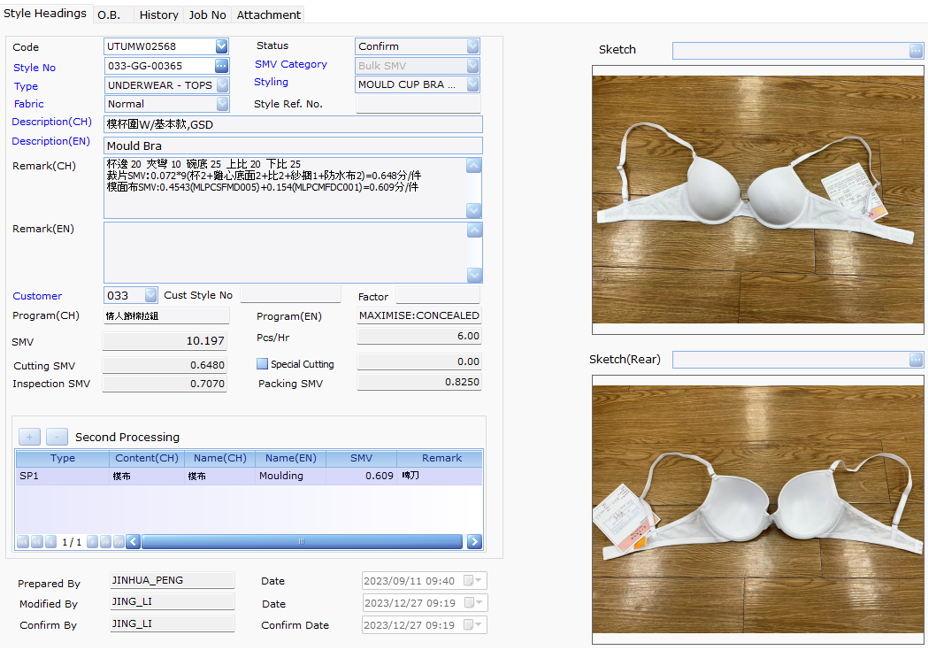 Style Headings O.B. History Job No Attachment
Code UTUMW02568 Status Confirm
Style No 033-GG-00365 SMV Category Bulk SMV
Type UNDERWEAR - TOPS Styling MOULD CUP BRA ...
Fabric Normal Style Ref. No.
Description(CH) 模杯圍W/基本款,GSD
Description(EN) Mould Bra
Remark(CH) 杯邊 20 夾彎 10 碗底 25 上比 20 下比 25
裁片SMV:0.072*9(杯2+雞心底面2+比2+紗綑1+防水布2)=0.648分/件
模面布SMV:0.4543(MLPCSFMD005)+0.154(MLPCMFDC001)=0.609分/件
Remark(EN)
Customer 033 Cust Style No Factor
Program(CH) 情人節棉拉組 Program(EN) MAXIMISE:CONCEALED
SMV 10.197 Pcs/Hr 6.00
Cutting SMV 0.6480 Special Cutting 0.00
Inspection SMV 0.7070 Packing SMV 0.8250
+ - Second Processing
Type Content(CH) Name(CH) Name(EN) SMV Remark
SP1 模布 模布 Moulding 0.609
1 / 1
Prepared By JINHUA_PENG Date 2023/09/11 09:40
Modified By JING_LI Date 2023/12/27 09:19
Confirm By JING_LI Confirm Date 2023/12/27 09:19
Sketch
Sketch(Rear)